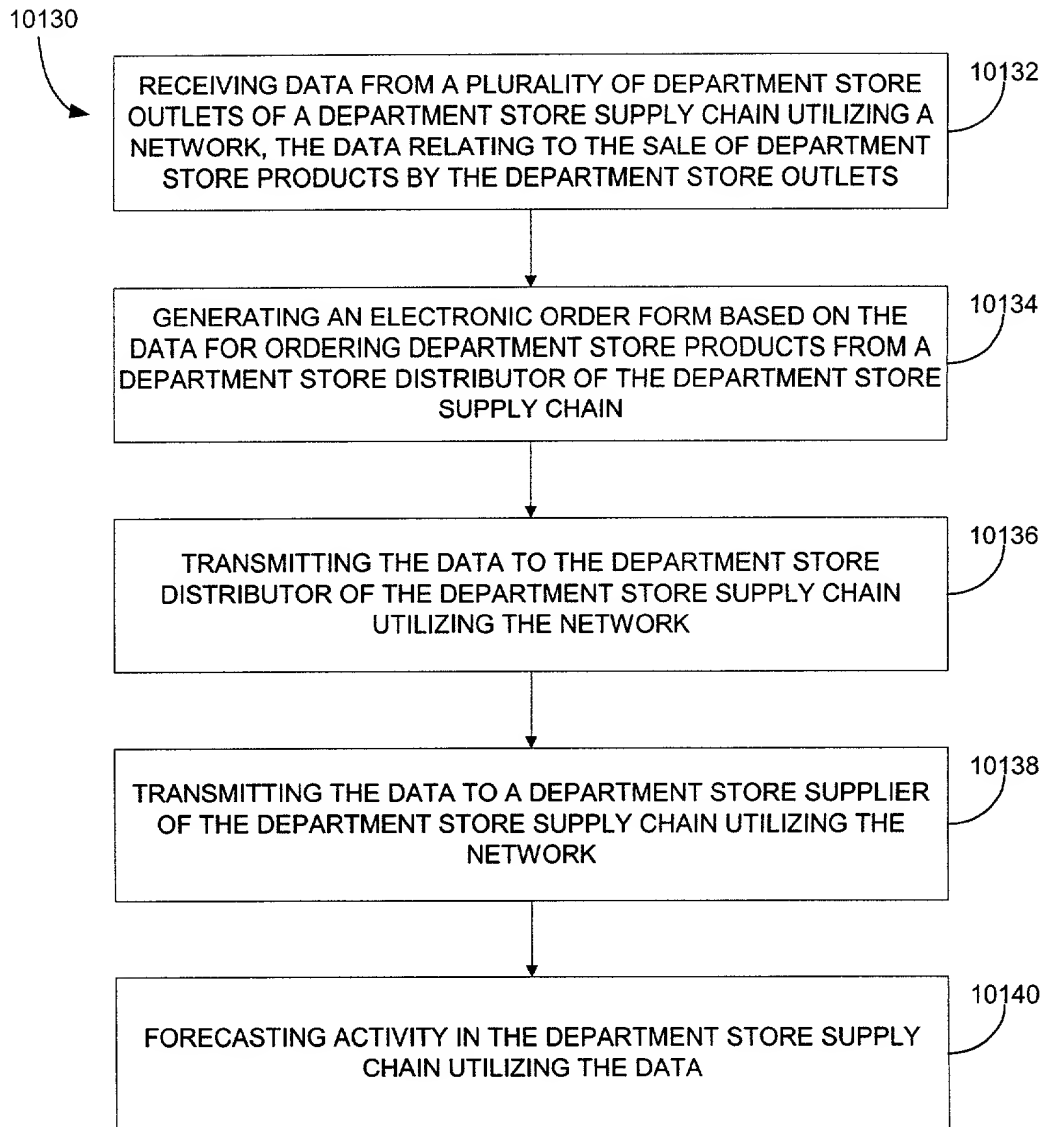 10130
RECEIVING DATA FROM A PLURALITY OF DEPARTMENT STORE
OUTLETS OF A DEPARTMENT STORE SUPPLY CHAIN UTILIZING A
NETWORK, THE DATA RELATING TO THE SALE OF DEPARTMENT
STORE PRODUCTS BY THE DEPARTMENT STORE OUTLETS
10132
GENERATING AN ELECTRONIC ORDER FORM BASED ON THE
DATA FOR ORDERING DEPARTMENT STORE PRODUCTS FROM A
DEPARTMENT STORE DISTRIBUTOR OF THE DEPARTMENT STORE
SUPPLY CHAIN
10134
TRANSMITTING THE DATA TO THE DEPARTMENT STORE
DISTRIBUTOR OF THE DEPARTMENT STORE SUPPLY CHAIN
UTILIZING THE NETWORK
10136
TRANSMITTING THE DATA TO A DEPARTMENT STORE SUPPLIER
OF THE DEPARTMENT STORE SUPPLY CHAIN UTILIZING THE
NETWORK
10138
FORECASTING ACTIVITY IN THE DEPARTMENT STORE SUPPLY
CHAIN UTILIZING THE DATA
10140